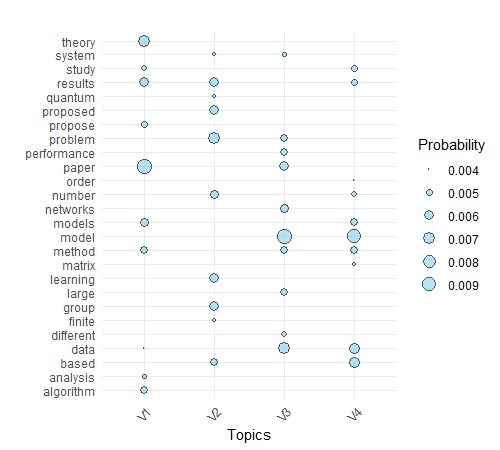 theory
system
study
results
quantum
proposed
propose
problem
performance
paper
order
number
networks
models
model
method
matrix
learning
large
group
finite
different
data
based
analysis
algorithm
V1
V2
V3
V4
Topics
Probability
0.004
0.005
0.006
0.007
0.008
0.009